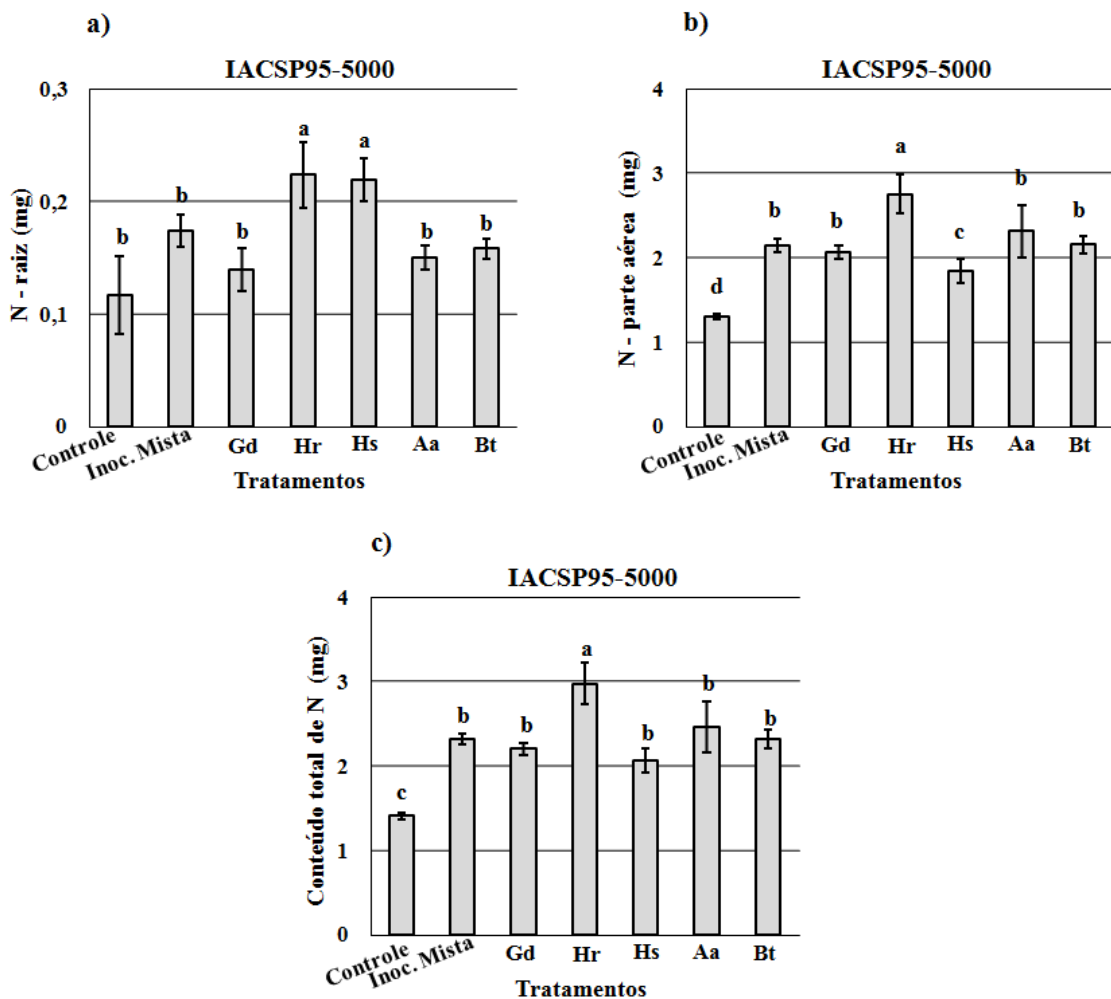 a)
IACSP95-5000
N - raiz (mg)
0,3
0,2
0,1
0
b
b
b
a
a
b
b
Controle
Inoc. Mista
Gd
Hr
Hs
Aa
Bt
Tratamentos
b)
IACSP95-5000
N - parte aérea (mg)
4
3
2
1
0
d
b
b
a
c
b
b
Controle
Inoc. Mista
Gd
Hr
Hs
Aa
Bt
Tratamentos
c)
IACSP95-5000
Conteúdo total de N (mg)
4
3
2
1
0
c
b
b
a
b
b
b
Controle
Inoc. Mista
Gd
Hr
Hs
Aa
Bt
Tratamentos